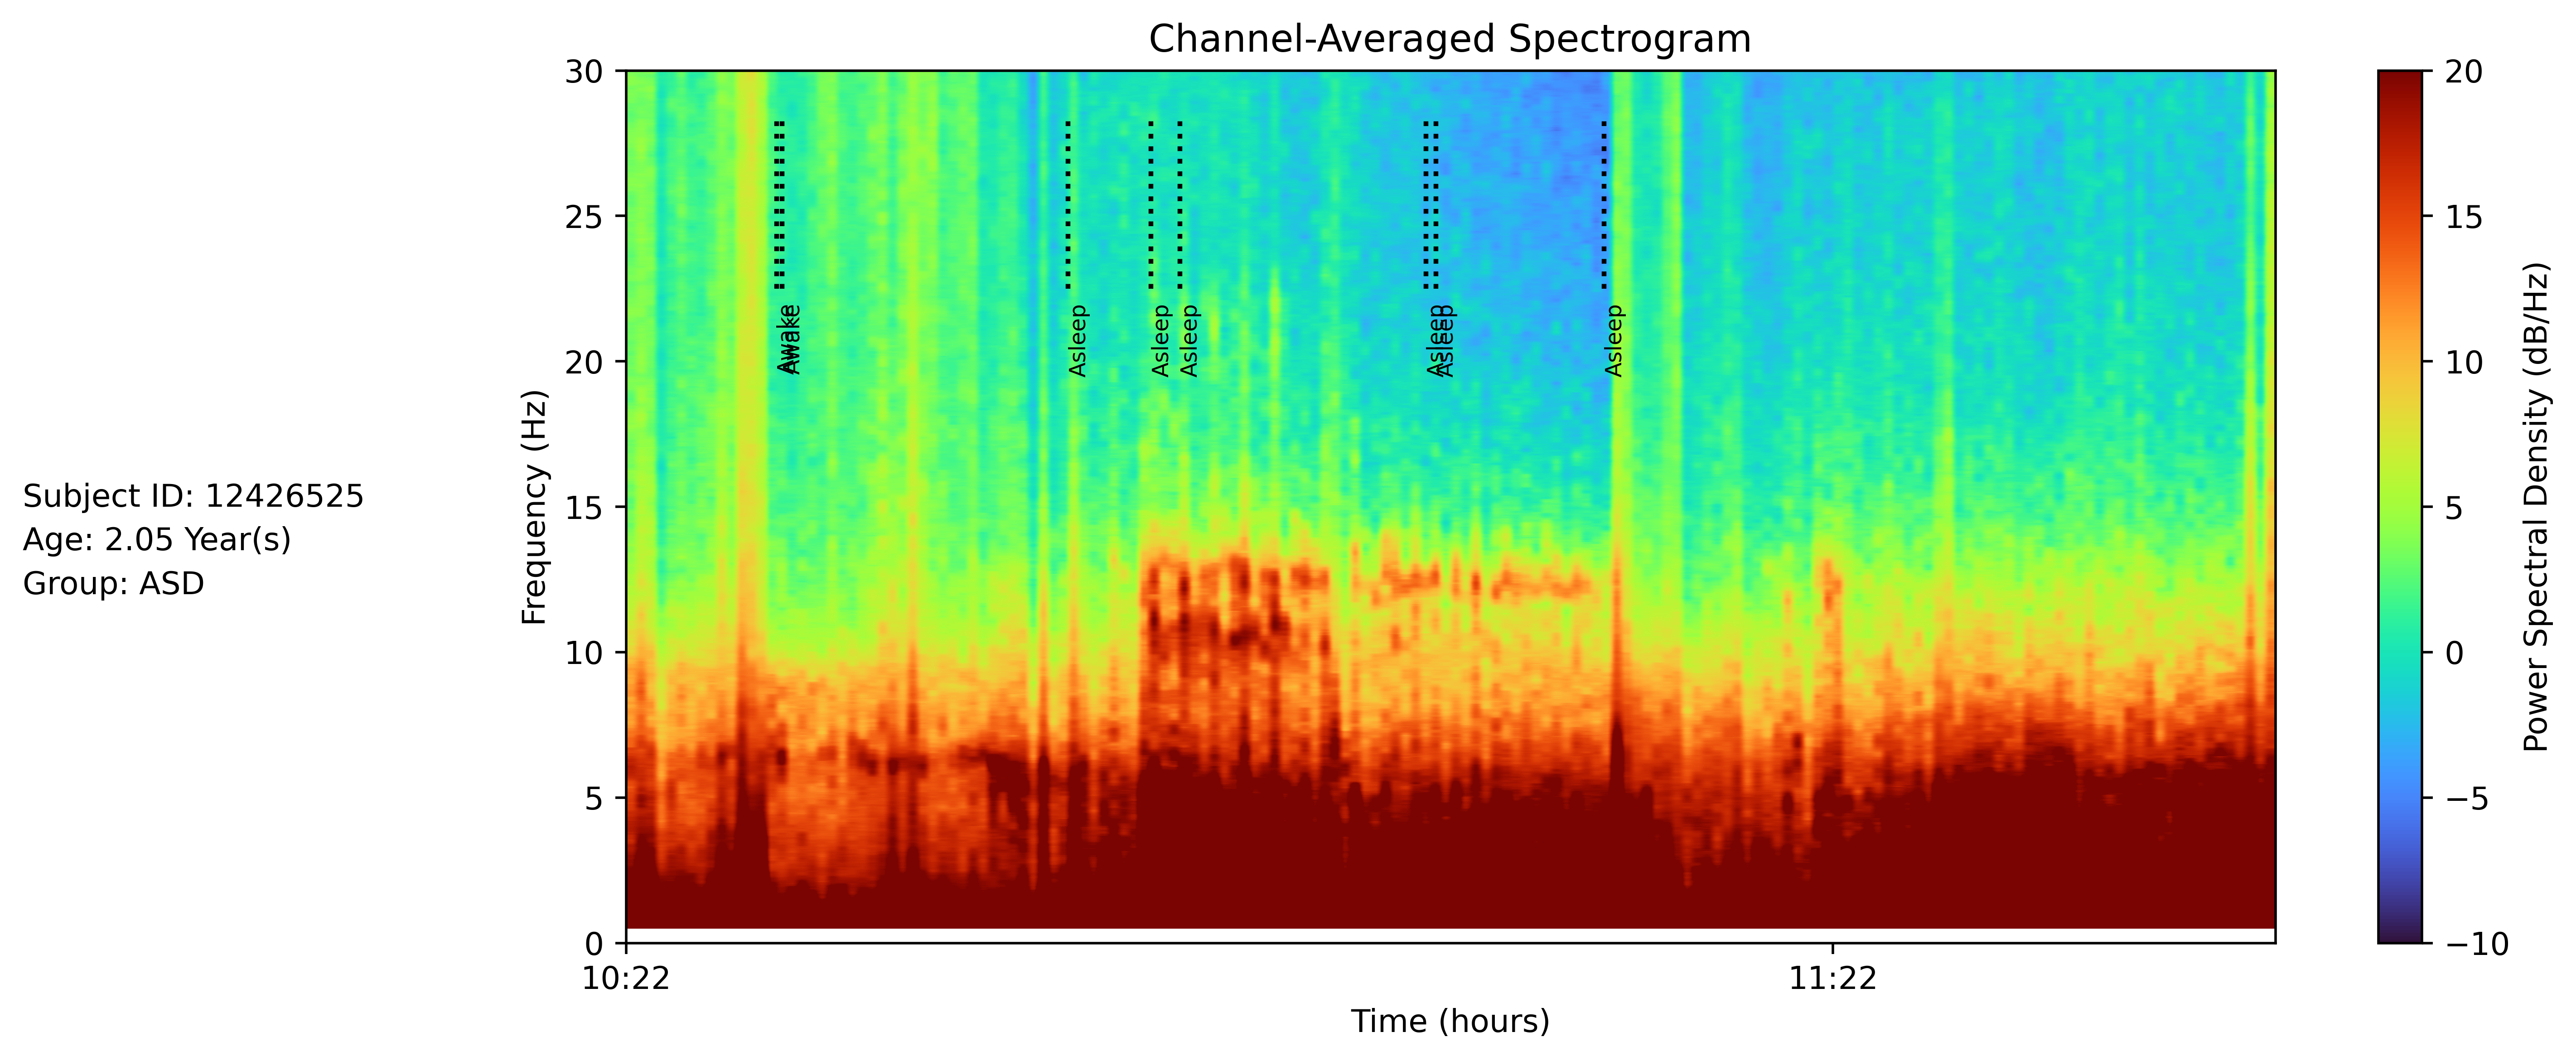 Channel-Averaged Spectrogram
Subject ID: 12426525
Age: 2.05 Year(s)
Group: ASD
Frequency (Hz)
30
25
20
15
10
5
0
Awake
Awake
Asleep
Asleep
Asleep
Asleep
Asleep
Asleep
10:22
11:22
Time (hours)
20
15
10
5
0
−5
−10
Power Spectral Density (dB/Hz)